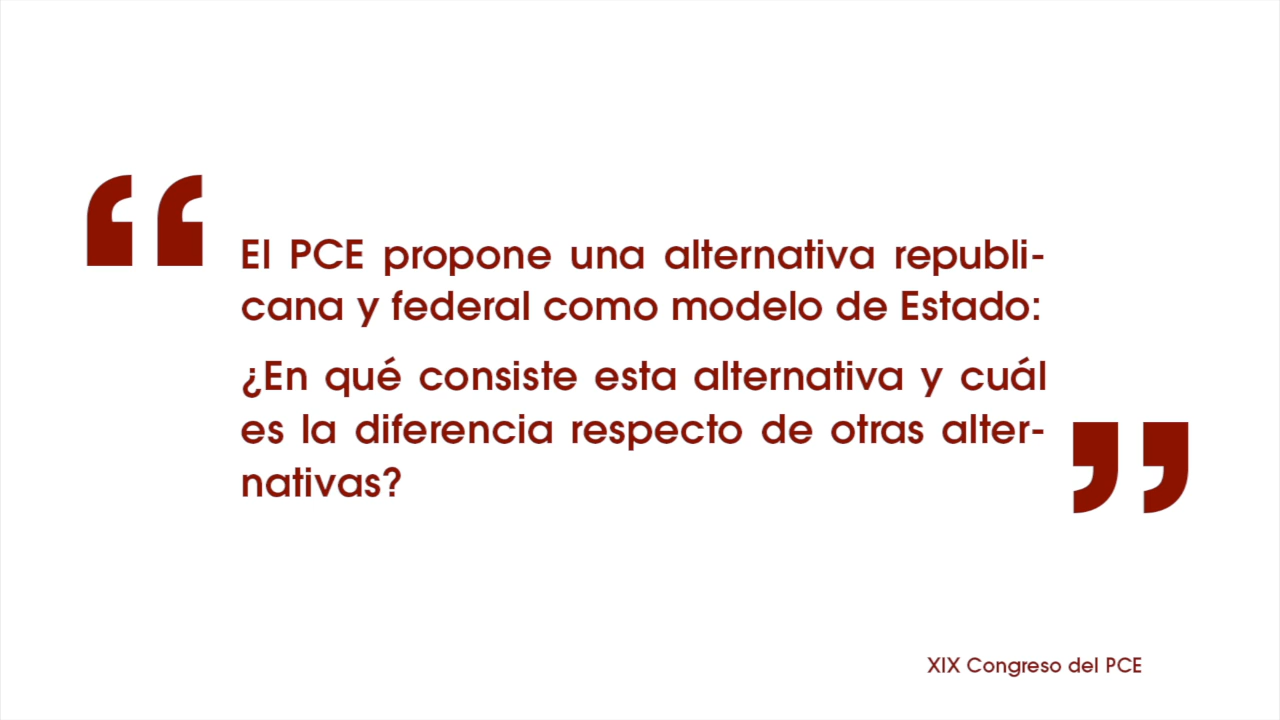 “
El PCE propone una alternativa republi-
cana y federal como modelo de Estado:
¿En qué consiste esta alternativa y cuál
es la diferencia respecto de otras alter-
nativas?
”
XIX Congreso del PCE